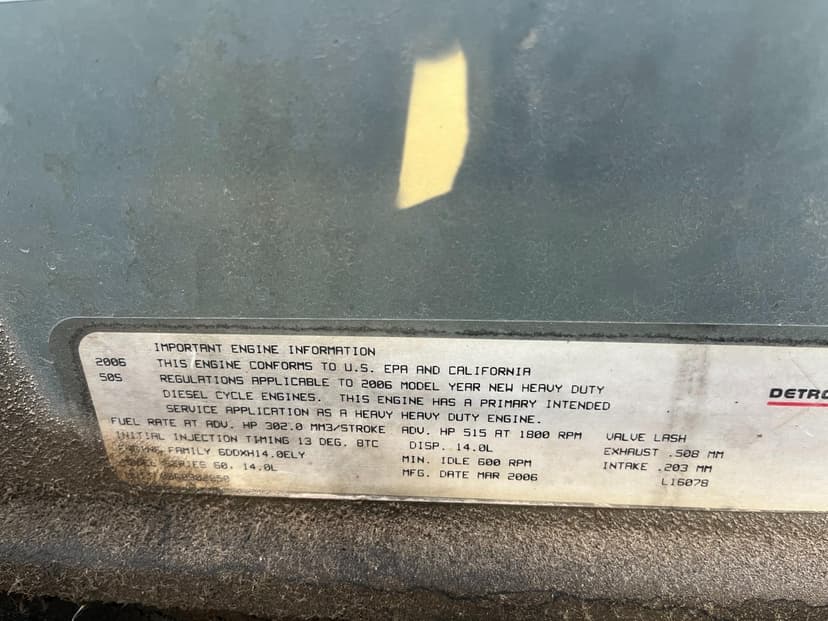 IMPORTANT ENGINE INFORMATION
2006 THIS ENGINE CONFORMS TO U.S. EPA AND CALIFORNIA
505 REGULATIONS APPLICABLE TO 2006 MODEL YEAR NEW HEAVY DUTY
DIESEL CYCLE ENGINES. THIS ENGINE HAS A PRIMARY INTENDED
SERVICE APPLICATION AS A HEAVY HEAVY DUTY ENGINE.
FUEL RATE AT ADV. HP 302.0 MM3/STROKE ADV. HP 515 AT 1800 RPM VALVE LASH
INITIAL INJECTION TIMING 13 DEG. BTC DISP. 14.0L EXHAUST .508 MM
FAMILY 6DDXH14.0ELY MIN. IDLE 600 RPM INTAKE .203 MM
SERIES 60, 14.0L MFG. DATE MAR 2006 L16078
DETRO